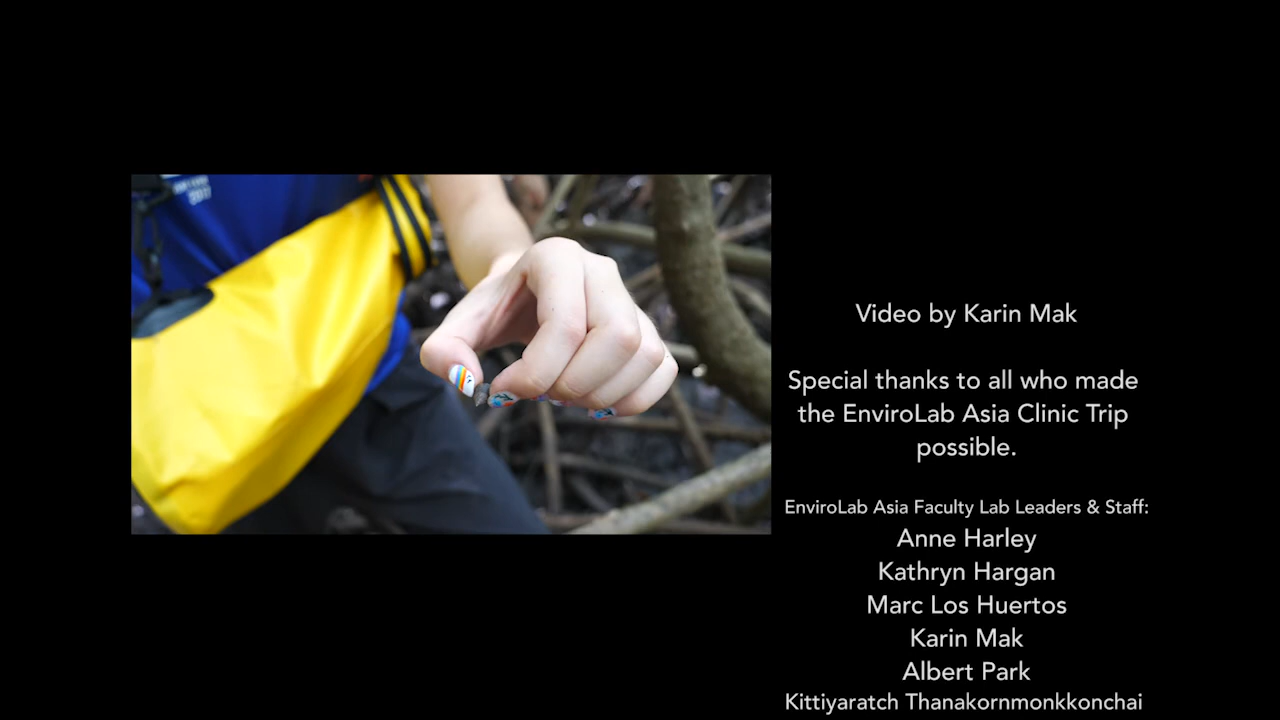 2017
Video by Karin Mak
Special thanks to all who made
the EnviroLab Asia Clinic Trip
possible.
EnviroLab Asia Faculty Lab Leaders & Staff:
Anne Harley
Kathryn Hargan
Marc Los Huertos
Karin Mak
Albert Park
Kittiyaratch Thanakornmonkkonchai